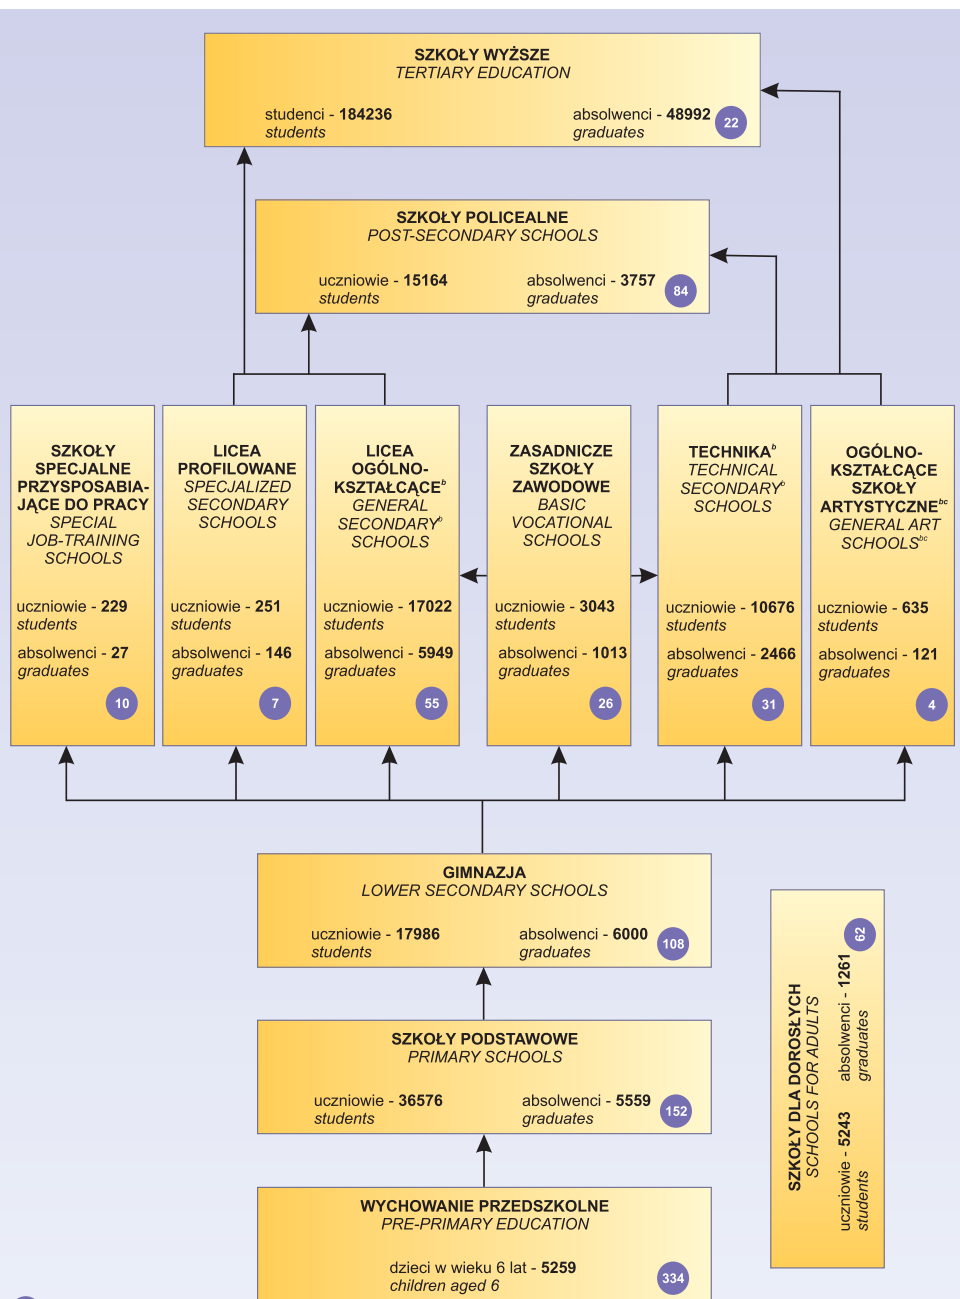 SZKOŁY WYŻSZE
TERTIARY EDUCATION
studenci - 184236
students
absolwenci - 48992
graduates
22
SZKOŁY POLICEALNE
POST-SECONDARY SCHOOLS
uczniowie - 15164
students
absolwenci - 3757
graduates
84
SZKOŁY
SPECJALNE
PRZYSPOSABIA-
JĄCE DO PRACY
SPECIAL
JOB-TRAINING
SCHOOLS
uczniowie - 229
students
absolwenci - 27
graduates
10
LICEA
PROFILOWANE
SPECJALIZED
SECONDARY
SCHOOLS
uczniowie - 251
students
absolwenci - 146
graduates
7
LICEA
OGÓLNO-
KSZTAŁCĄCEᵇ
GENERAL
SECONDARYᵇ
SCHOOLS
uczniowie - 17022
students
absolwenci - 5949
graduates
55
ZASADNICZE
SZKOŁY
ZAWODOWE
BASIC
VOCATIONAL
SCHOOLS
uczniowie - 3043
students
absolwenci - 1013
graduates
26
TECHNIKAᵇ
TECHNICAL
SECONDARYᵇ
SCHOOLS
uczniowie - 10676
students
absolwenci - 2466
graduates
31
OGÓLNO-
KSZTAŁCĄCE
SZKOŁY
ARTYSTYCZNEᵇᶜ
GENERAL ART
SCHOOLSᵇᶜ
uczniowie - 635
students
absolwenci - 121
graduates
4
GIMNAZJA
LOWER SECONDARY SCHOOLS
uczniowie - 17986
students
absolwenci - 6000
graduates
108
SZKOŁY PODSTAWOWE
PRIMARY SCHOOLS
uczniowie - 36576
students
absolwenci - 5559
graduates
152
WYCHOWANIE PRZEDSZKOLNE
PRE-PRIMARY EDUCATION
dzieci w wieku 6 lat - 5259
children aged 6
334
SZKOŁY DLA DOROSŁYCH
SCHOOLS FOR ADULTS
uczniowie - 5243
students
absolwenci - 1261
graduates
62